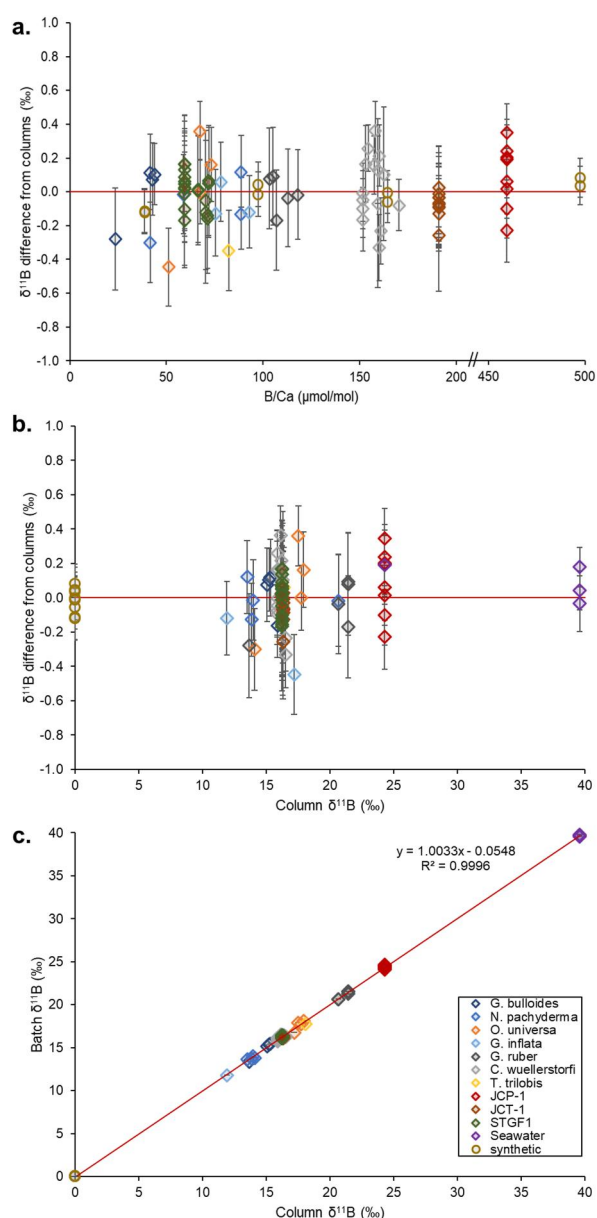 a.
δ¹¹B difference from columns (‰)
1.0
0.8
0.6
0.4
0.2
0.0
-0.2
-0.4
-0.6
-0.8
-1.0
0 50 100 150 200 450 500
//
B/Ca (µmol/mol)
b.
δ¹¹B difference from columns (‰)
1.0
0.8
0.6
0.4
0.2
0.0
-0.2
-0.4
-0.6
-0.8
-1.0
0 5 10 15 20 25 30 35 40
Column δ¹¹B (‰)
c.
Batch δ¹¹B (‰)
40
35
30
25
20
15
10
5
0
y = 1.0033x - 0.0548
R² = 0.9996
G. bulloides
N. pachyderma
O. universa
G. inflata
G. ruber
C. wuellerstorfi
T. trilobis
JCP-1
JCT-1
STGF1
Seawater
synthetic
0 5 10 15 20 25 30 35 40
Column δ¹¹B (‰)